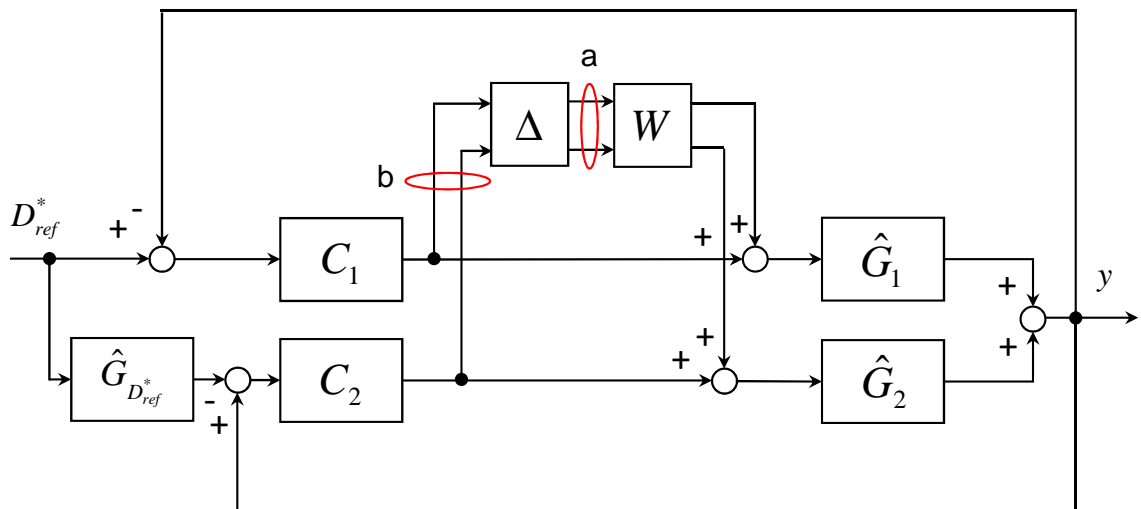 a
Δ
W
b
D*ref
+
-
C1
+
+
Ĝ1
+
y
ĜD*ref
-
+
C2
+
+
Ĝ2
+